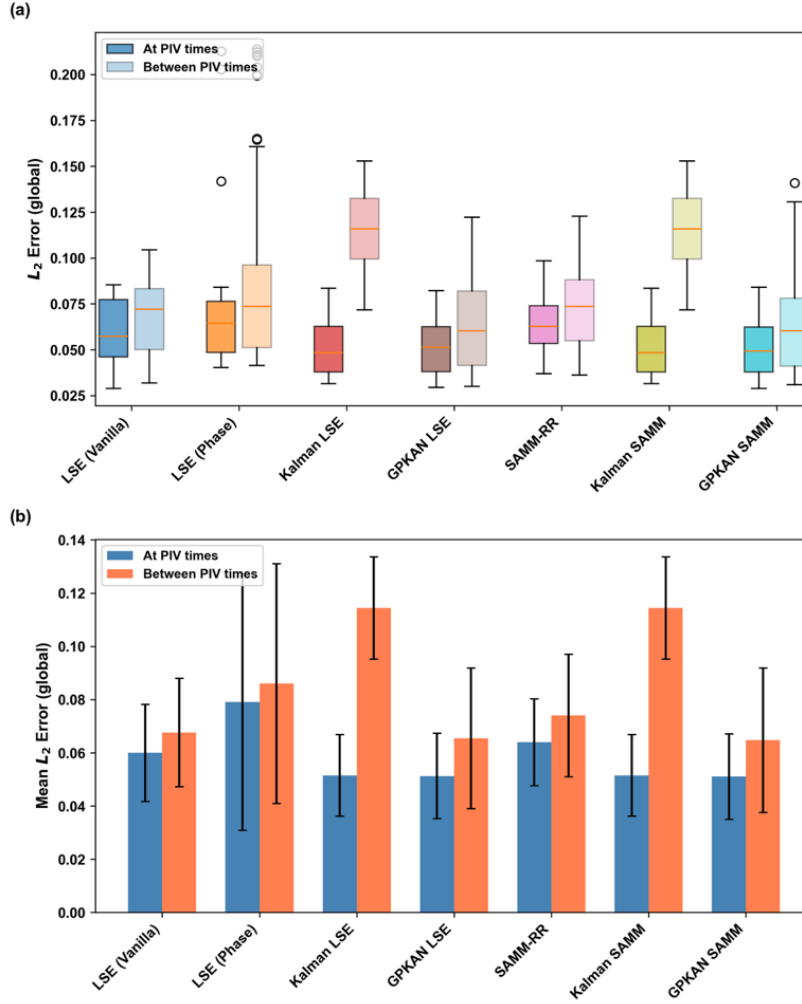 (a)
At PIV times
Between PIV times
L₂ Error (global)
0.200
0.175
0.150
0.125
0.100
0.075
0.050
0.025
LSE (Vanilla)
LSE (Phase)
Kalman LSE
GPKAN LSE
SAMM-RR
Kalman SAMM
GPKAN SAMM
(b)
At PIV times
Between PIV times
Mean L₂ Error (global)
0.14
0.12
0.10
0.08
0.06
0.04
0.02
0.00
LSE (Vanilla)
LSE (Phase)
Kalman LSE
GPKAN LSE
SAMM-RR
Kalman SAMM
GPKAN SAMM